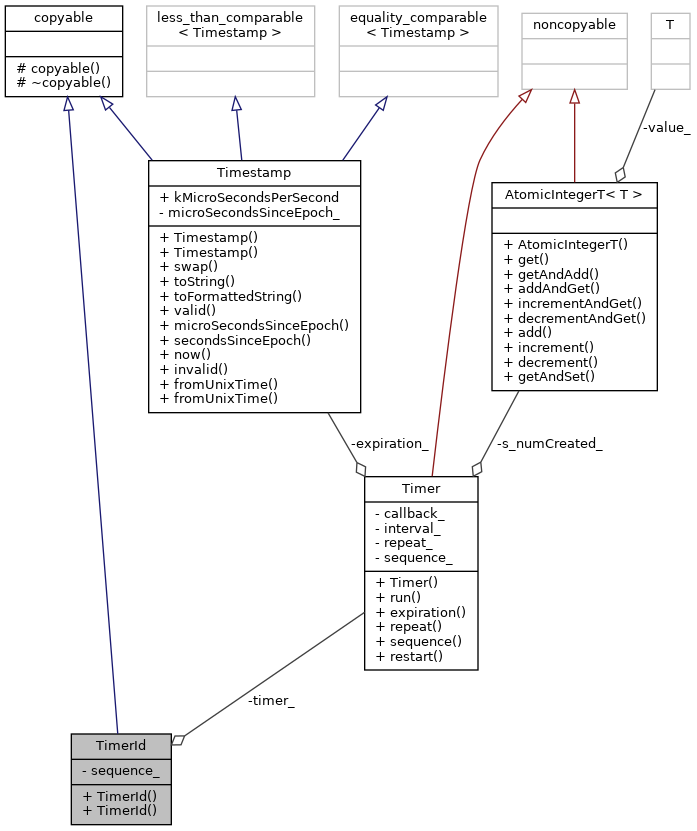 copyable
# copyable()
# ~copyable()
less_than_comparable
< Timestamp >
equality_comparable
< Timestamp >
noncopyable
T
-value_
Timestamp
+ kMicroSecondsPerSecond
- microSecondsSinceEpoch_
+ Timestamp()
+ Timestamp()
+ swap()
+ toString()
+ toFormattedString()
+ valid()
+ microSecondsSinceEpoch()
+ secondsSinceEpoch()
+ now()
+ invalid()
+ fromUnixTime()
+ fromUnixTime()
AtomicIntegerT< T >
+ AtomicIntegerT()
+ get()
+ getAndAdd()
+ addAndGet()
+ incrementAndGet()
+ decrementAndGet()
+ add()
+ increment()
+ decrement()
+ getAndSet()
-expiration_
-s_numCreated_
Timer
- callback_
- interval_
- repeat_
- sequence_
+ Timer()
+ run()
+ expiration()
+ repeat()
+ sequence()
+ restart()
-timer_
TimerId
- sequence_
+ TimerId()
+ TimerId()